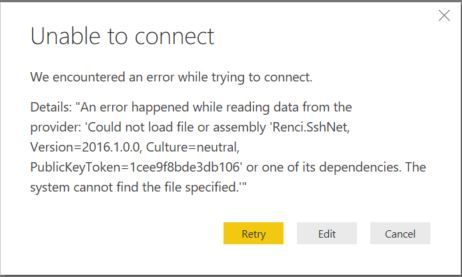 Unable to connect
We encountered an error while trying to connect.
Details: "An error happened while reading data from the
provider: 'Could not load file or assembly 'Renci.SshNet,
Version=2016.1.0.0, Culture=neutral,
PublicKeyToken=1cee9f8bde3db106' or one of its dependencies. The
system cannot find the file specified.'"
Retry Edit Cancel